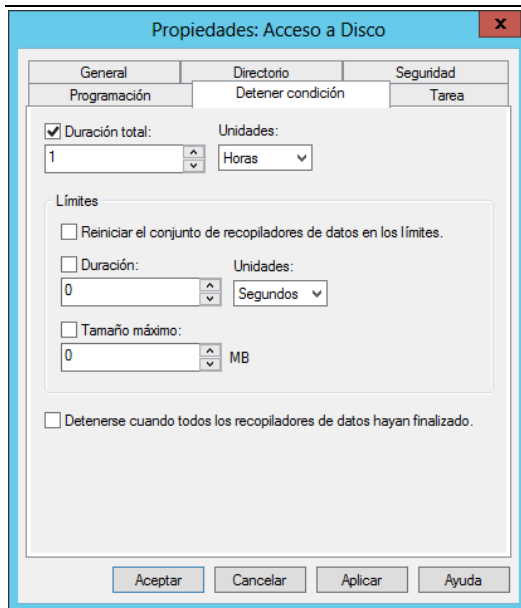 Propiedades: Acceso a Disco
x
General Directorio Seguridad
Programación Detener condición Tarea
Duración total: Unidades:
1 Horas
Límites
Reiniciar el conjunto de recopiladores de datos en los límites.
Duración: Unidades:
0 Segundos
Tamaño máximo:
0 MB
Detenerse cuando todos los recopiladores de datos hayan finalizado.
Aceptar Cancelar Aplicar Ayuda